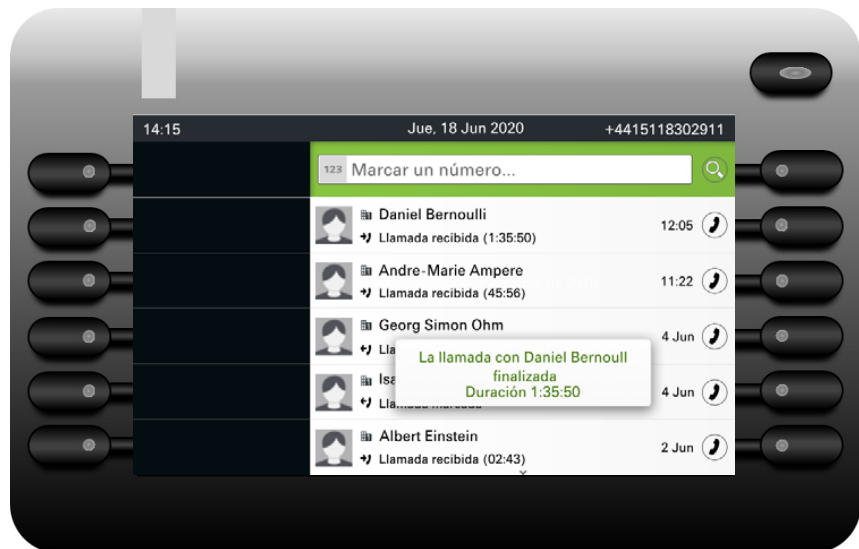 14:15 Jue, 18 Jun 2020 +4415118302911
123 Marcar un número...
Daniel Bernoulli
Llamada recibida (1:35:50) 12:05
Andre-Marie Ampere
Llamada recibida (45:56) 11:22
Georg Simon Ohm
4 Jun
La llamada con Daniel Bernoull
finalizada
Duración 1:35:50
4 Jun
Albert Einstein
Llamada recibida (02:43) 2 Jun